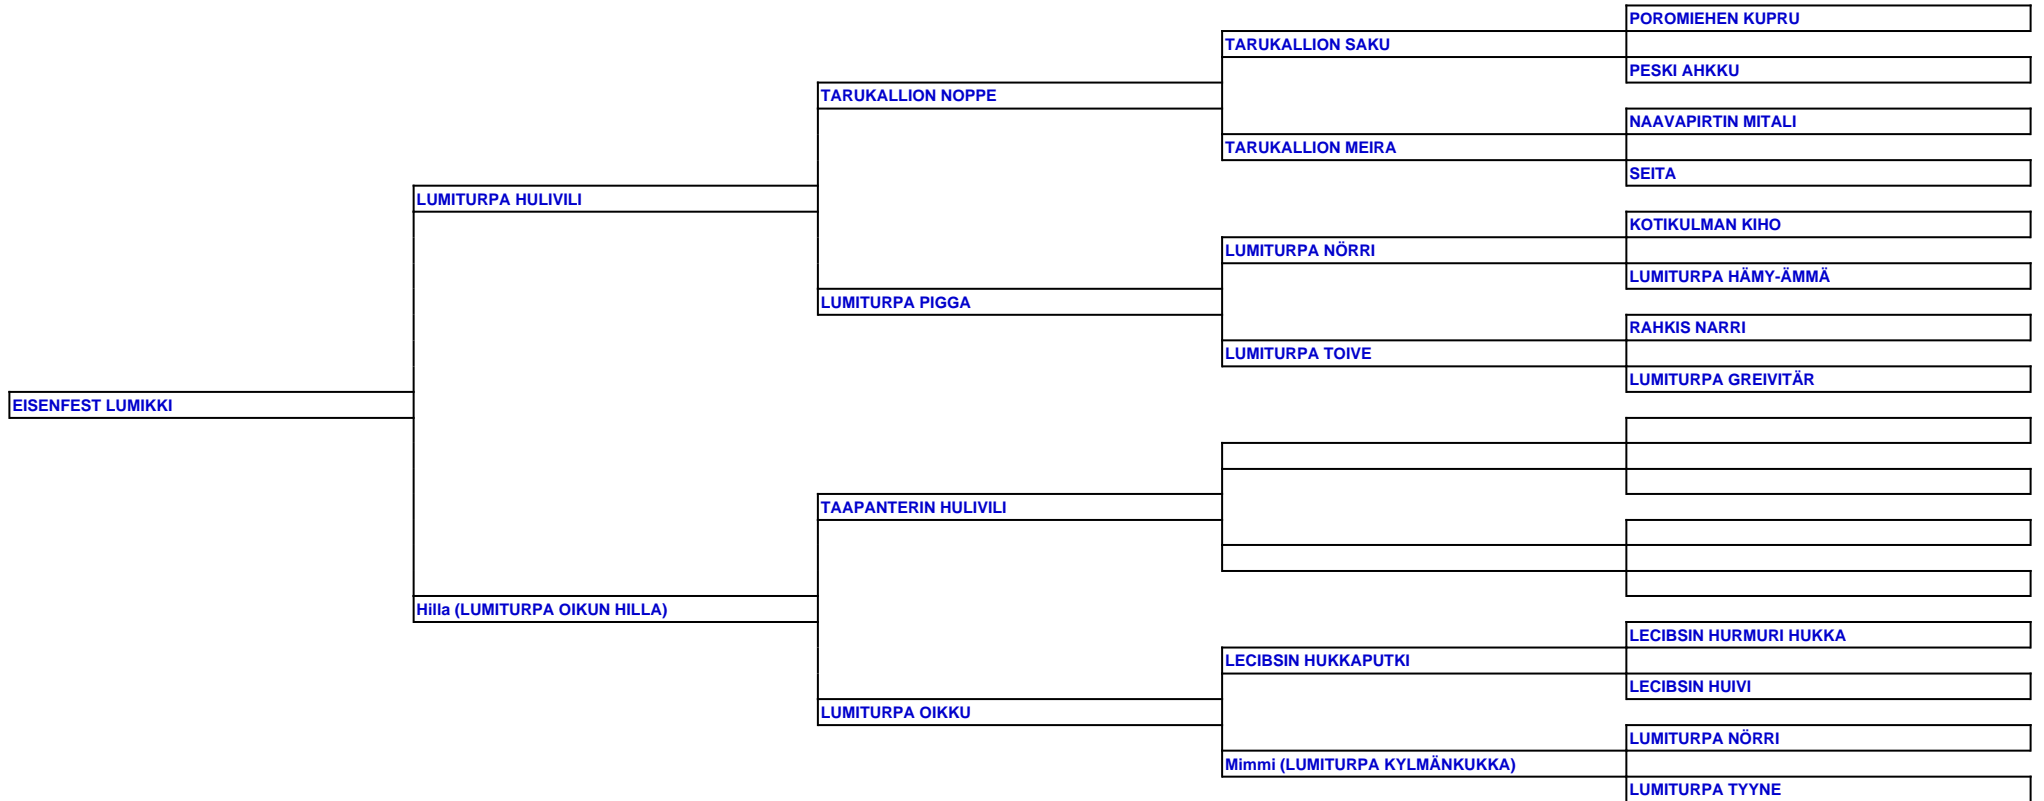 POROMIEHEN KUPRU
TARUKALLION SAKU
PESKI AHKKU
TARUKALLION NOPPE
NAAVAPIRTIN MITALI
TARUKALLION MEIRA
SEITA
LUMITURPA HULIVILI
KOTIKULMAN KIHO
LUMITURPA NÖRRI
LUMITURPA HÄMY-ÄMMÄ
LUMITURPA PIGGA
RAHKIS NARRI
LUMITURPA TOIVE
LUMITURPA GREIVITÄR
EISENFEST LUMIKKI
TAAPANTERIN HULIVILI
Hilla (LUMITURPA OIKUN HILLA)
LECIBSIN HURMURI HUKKA
LECIBSIN HUKKAPUTKI
LECIBSIN HUIVI
LUMITURPA OIKKU
LUMITURPA NÖRRI
Mimmi (LUMITURPA KYLMÄNKUKKA)
LUMITURPA TYYNE